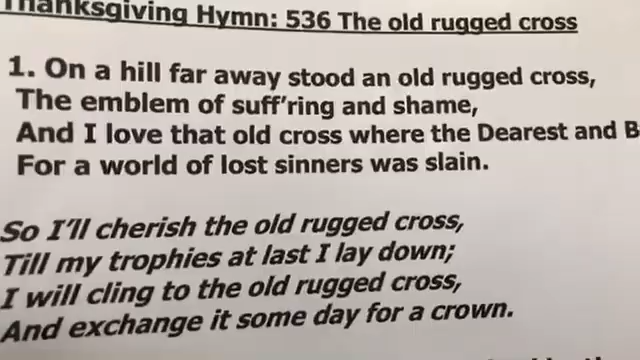 Thanksgiving Hymn: 536 The old rugged cross
1. On a hill far away stood an old rugged cross,
The emblem of suff'ring and shame,
And I love that old cross where the Dearest and
For a world of lost sinners was slain.
So I'll cherish the old rugged cross,
Till my trophies at last I lay down;
I will cling to the old rugged cross,
And exchange it some day for a crown.